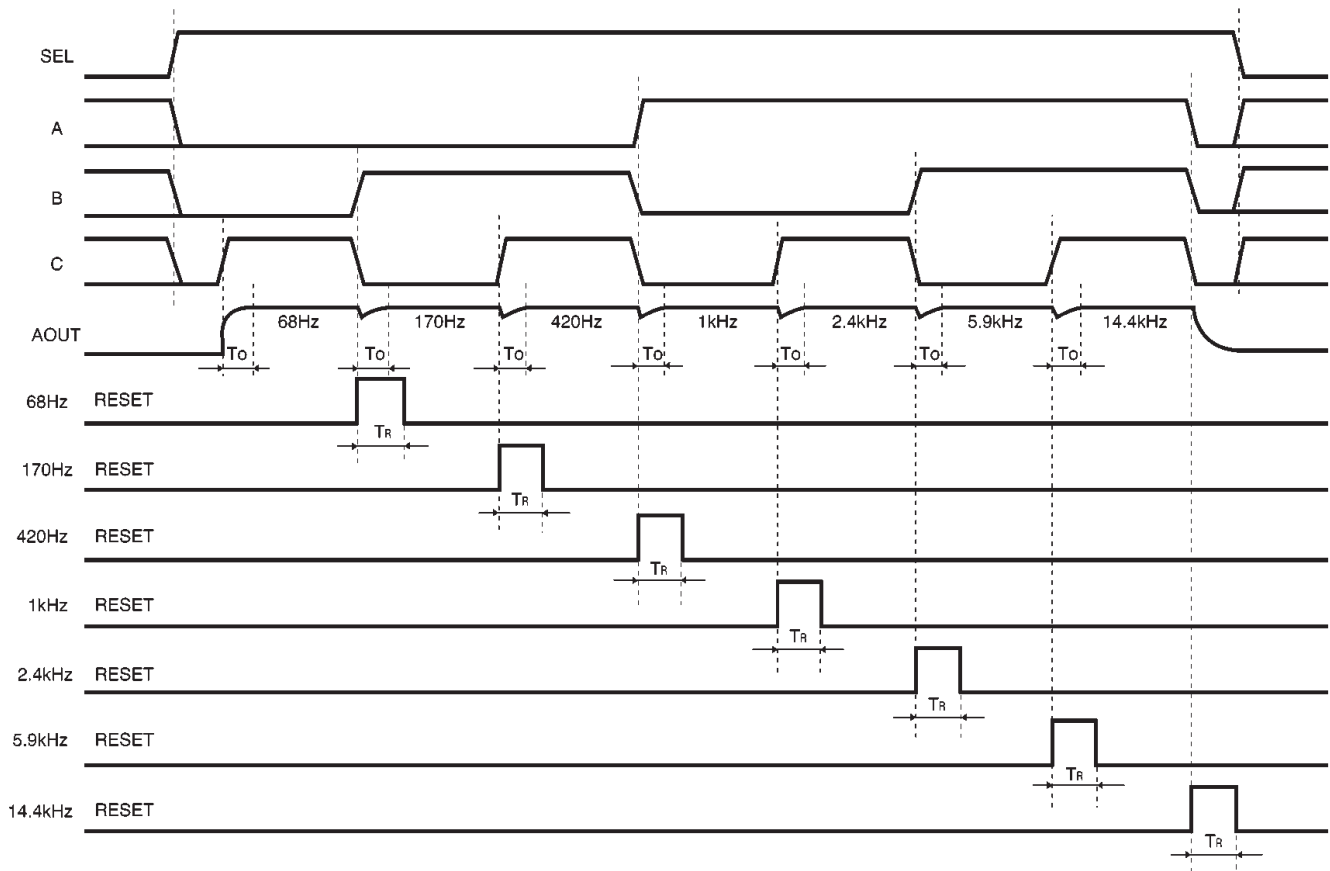 SEL
A
B
C
AOUT
68Hz 170Hz 420Hz 1kHz 2.4kHz 5.9kHz 14.4kHz
To To To To To To To
68Hz RESET
TR
170Hz RESET
TR
420Hz RESET
TR
1kHz RESET
TR
2.4kHz RESET
TR
5.9kHz RESET
TR
14.4kHz RESET
TR